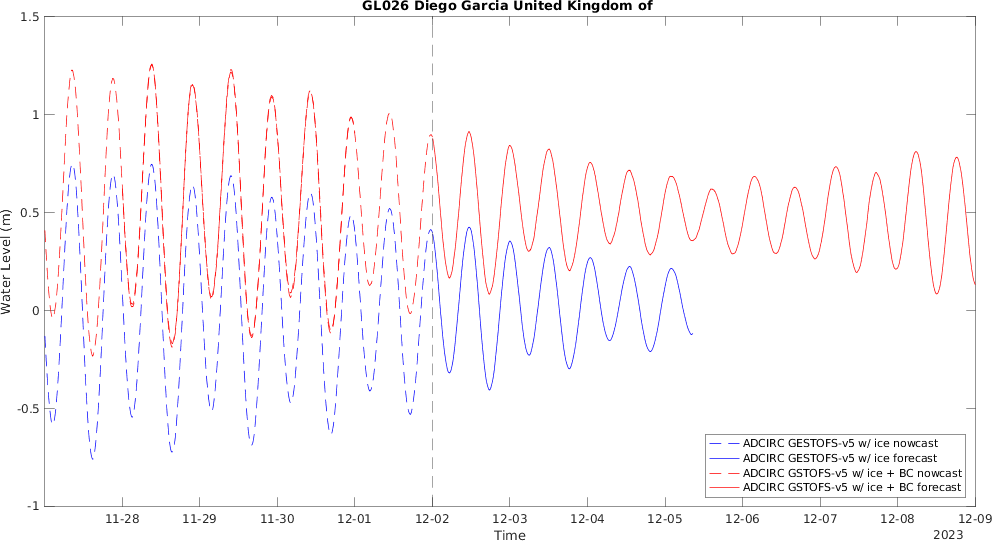 GL026 Diego Garcia United Kingdom of
1.5
1
0.5
0
-0.5
-1
Water Level (m)
11-28
11-29
11-30
12-01
12-02
12-03
12-04
12-05
12-06
12-07
12-08
12-09
Time
2023
ADCIRC GESTOFS-v5 w/ ice nowcast
ADCIRC GESTOFS-v5 w/ ice forecast
ADCIRC GSTOFS-v5 w/ ice + BC nowcast
ADCIRC GSTOFS-v5 w/ ice + BC forecast